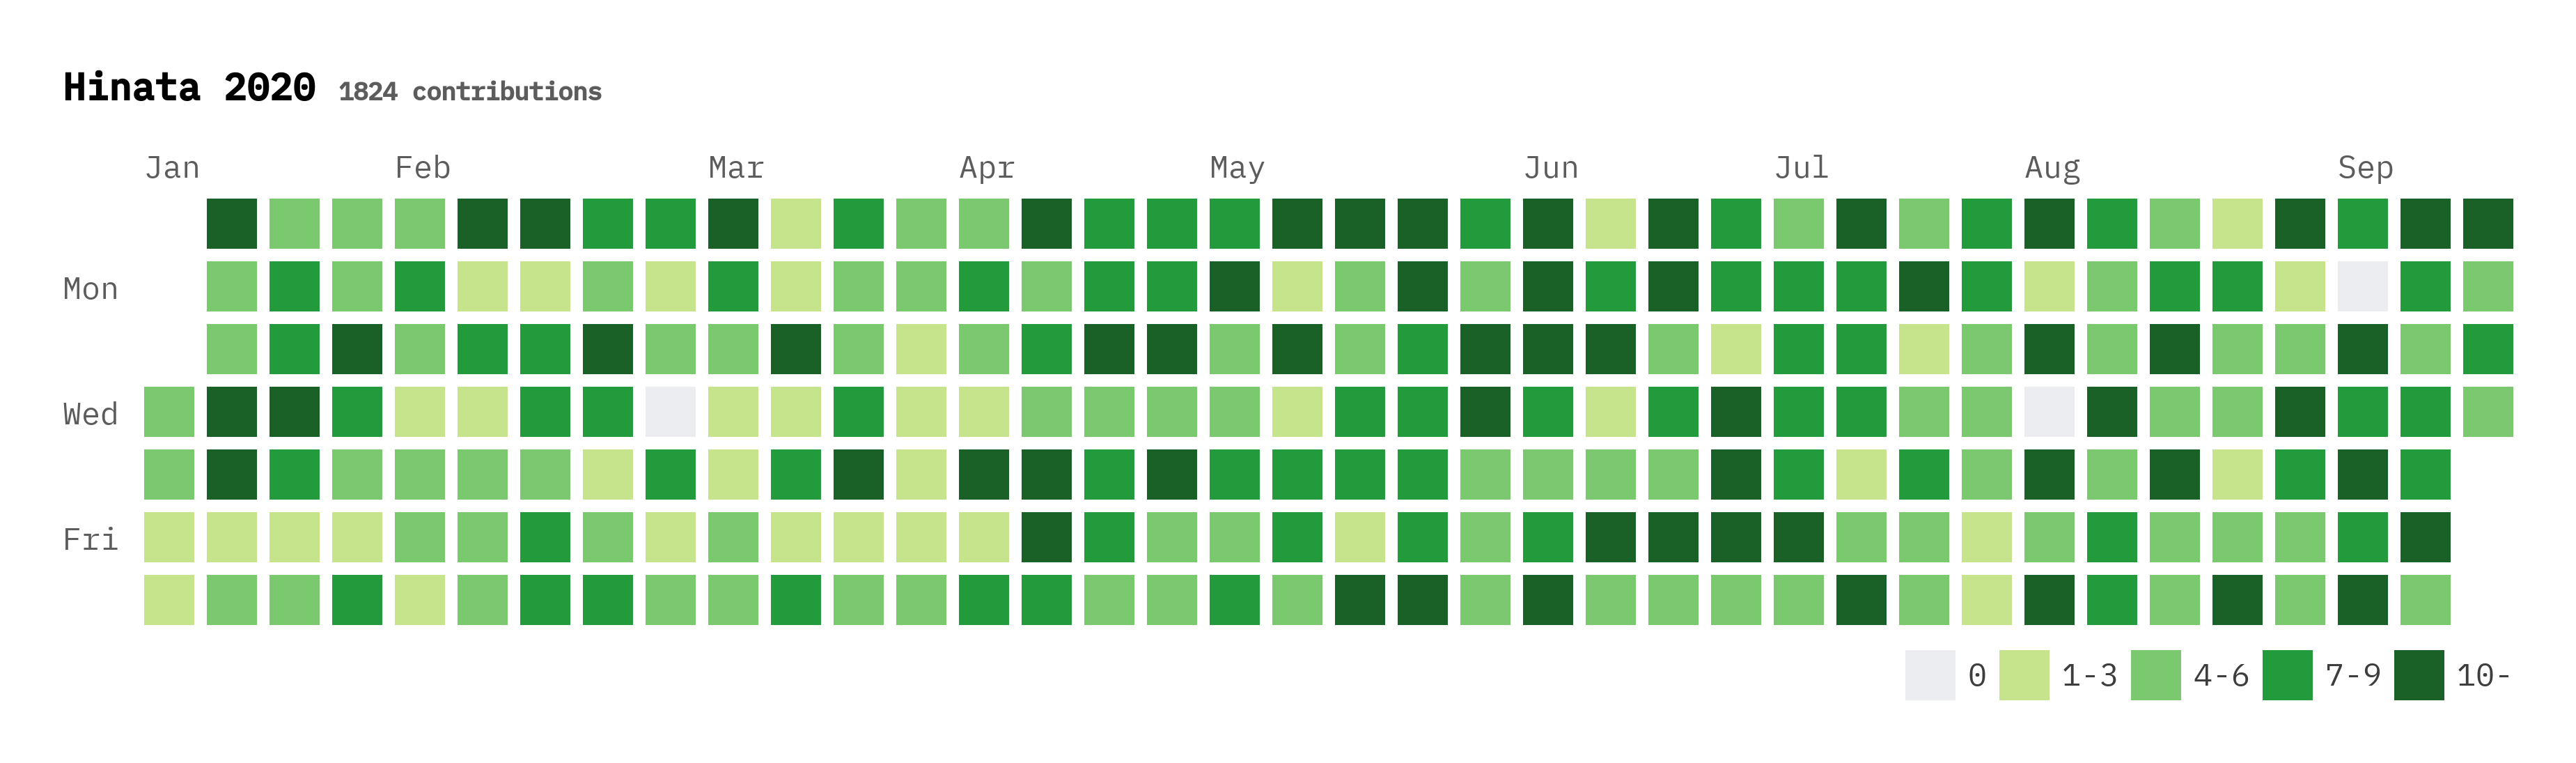 Hinata 2020 1824 contributions
Jan Feb Mar Apr May Jun Jul Aug Sep
Mon
Wed
Fri
0 1-3 4-6 7-9 10-